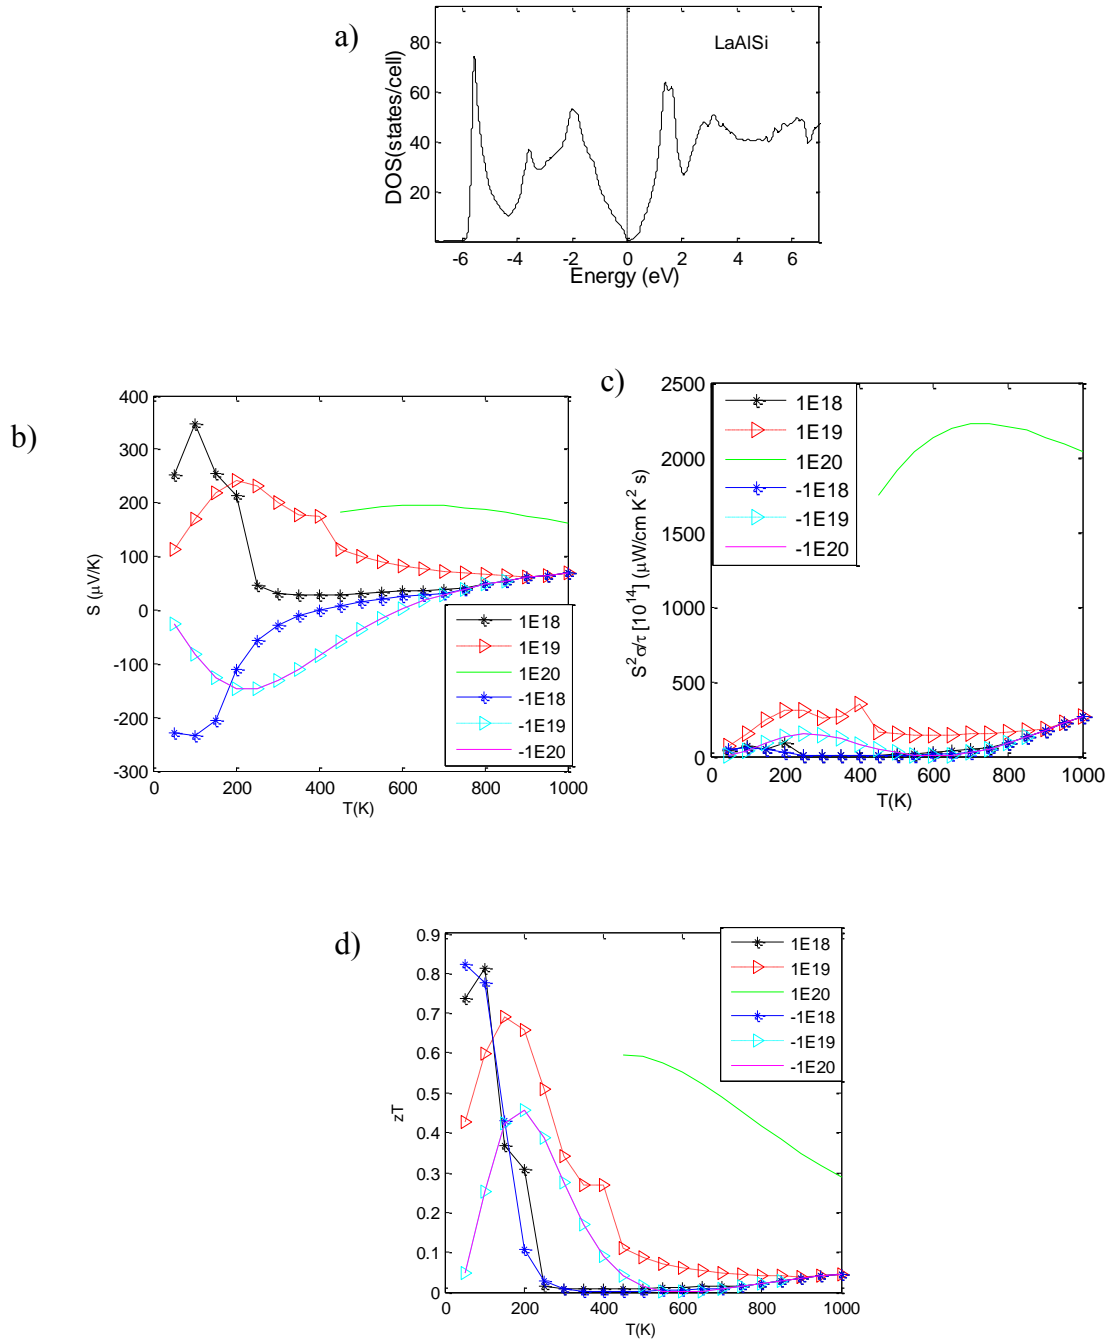 a)
LaAlSi
80
60
40
20
DOS(states/cell)
-6 -4 -2 0 2 4 6
Energy (eV)
b)
400
300
200
100
0
-100
-200
-300
S (μV/K)
1E18
1E19
1E20
-1E18
-1E19
-1E20
0 200 400 600 800 1000
T(K)
c)
2500
2000
1500
1000
500
0
S²σ/τ [10¹⁴] (μW/cm K² s)
1E18
1E19
1E20
-1E18
-1E19
-1E20
0 200 400 600 800 1000
T(K)
d)
0.9
0.8
0.7
0.6
0.5
0.4
0.3
0.2
0.1
0
zT
1E18
1E19
1E20
-1E18
-1E19
-1E20
0 200 400 600 800 1000
T(K)